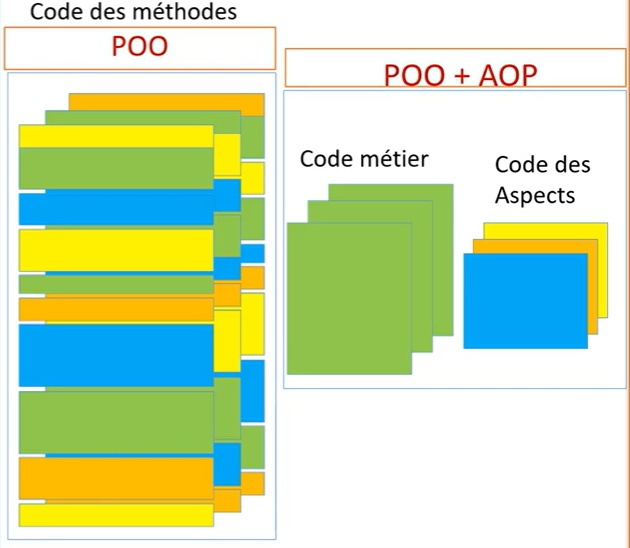 Code des méthodes
POO
POO + AOP
Code métier
Code des
Aspects